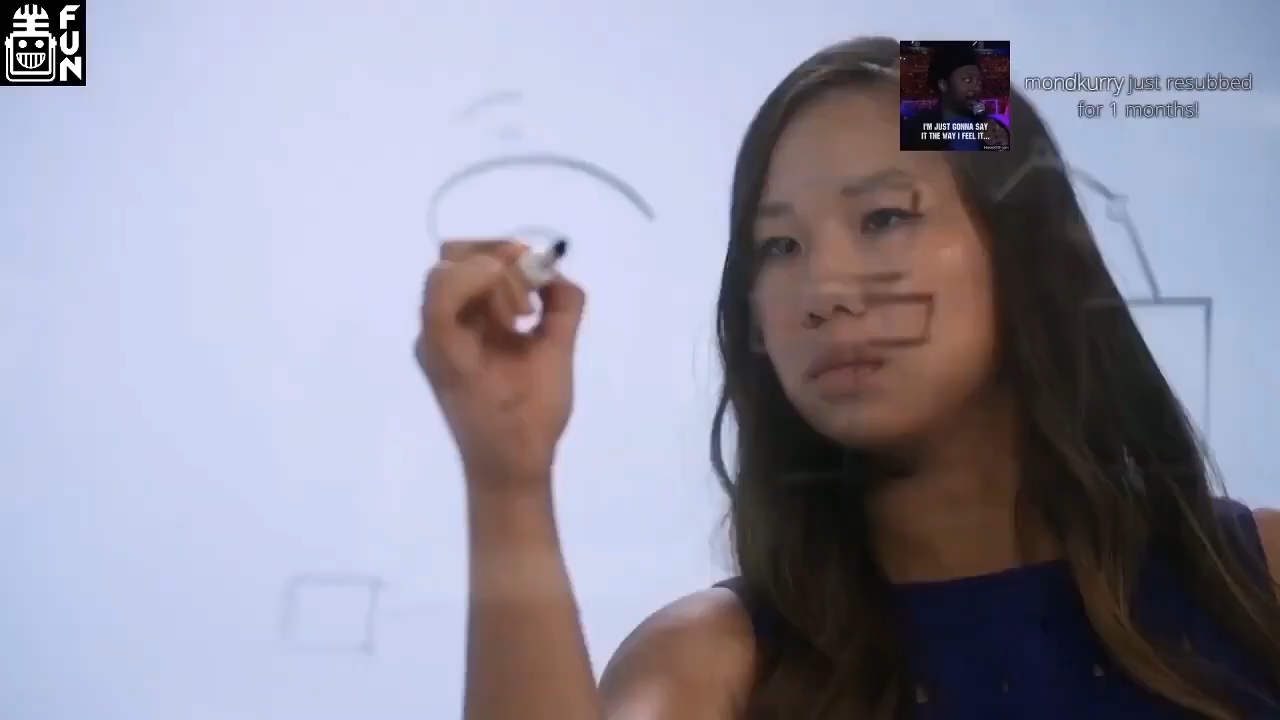 FUN
mondkurry just resubbed
for 1 months!
I'M JUST GONNA SAY
IT THE WAY I FEEL IT...